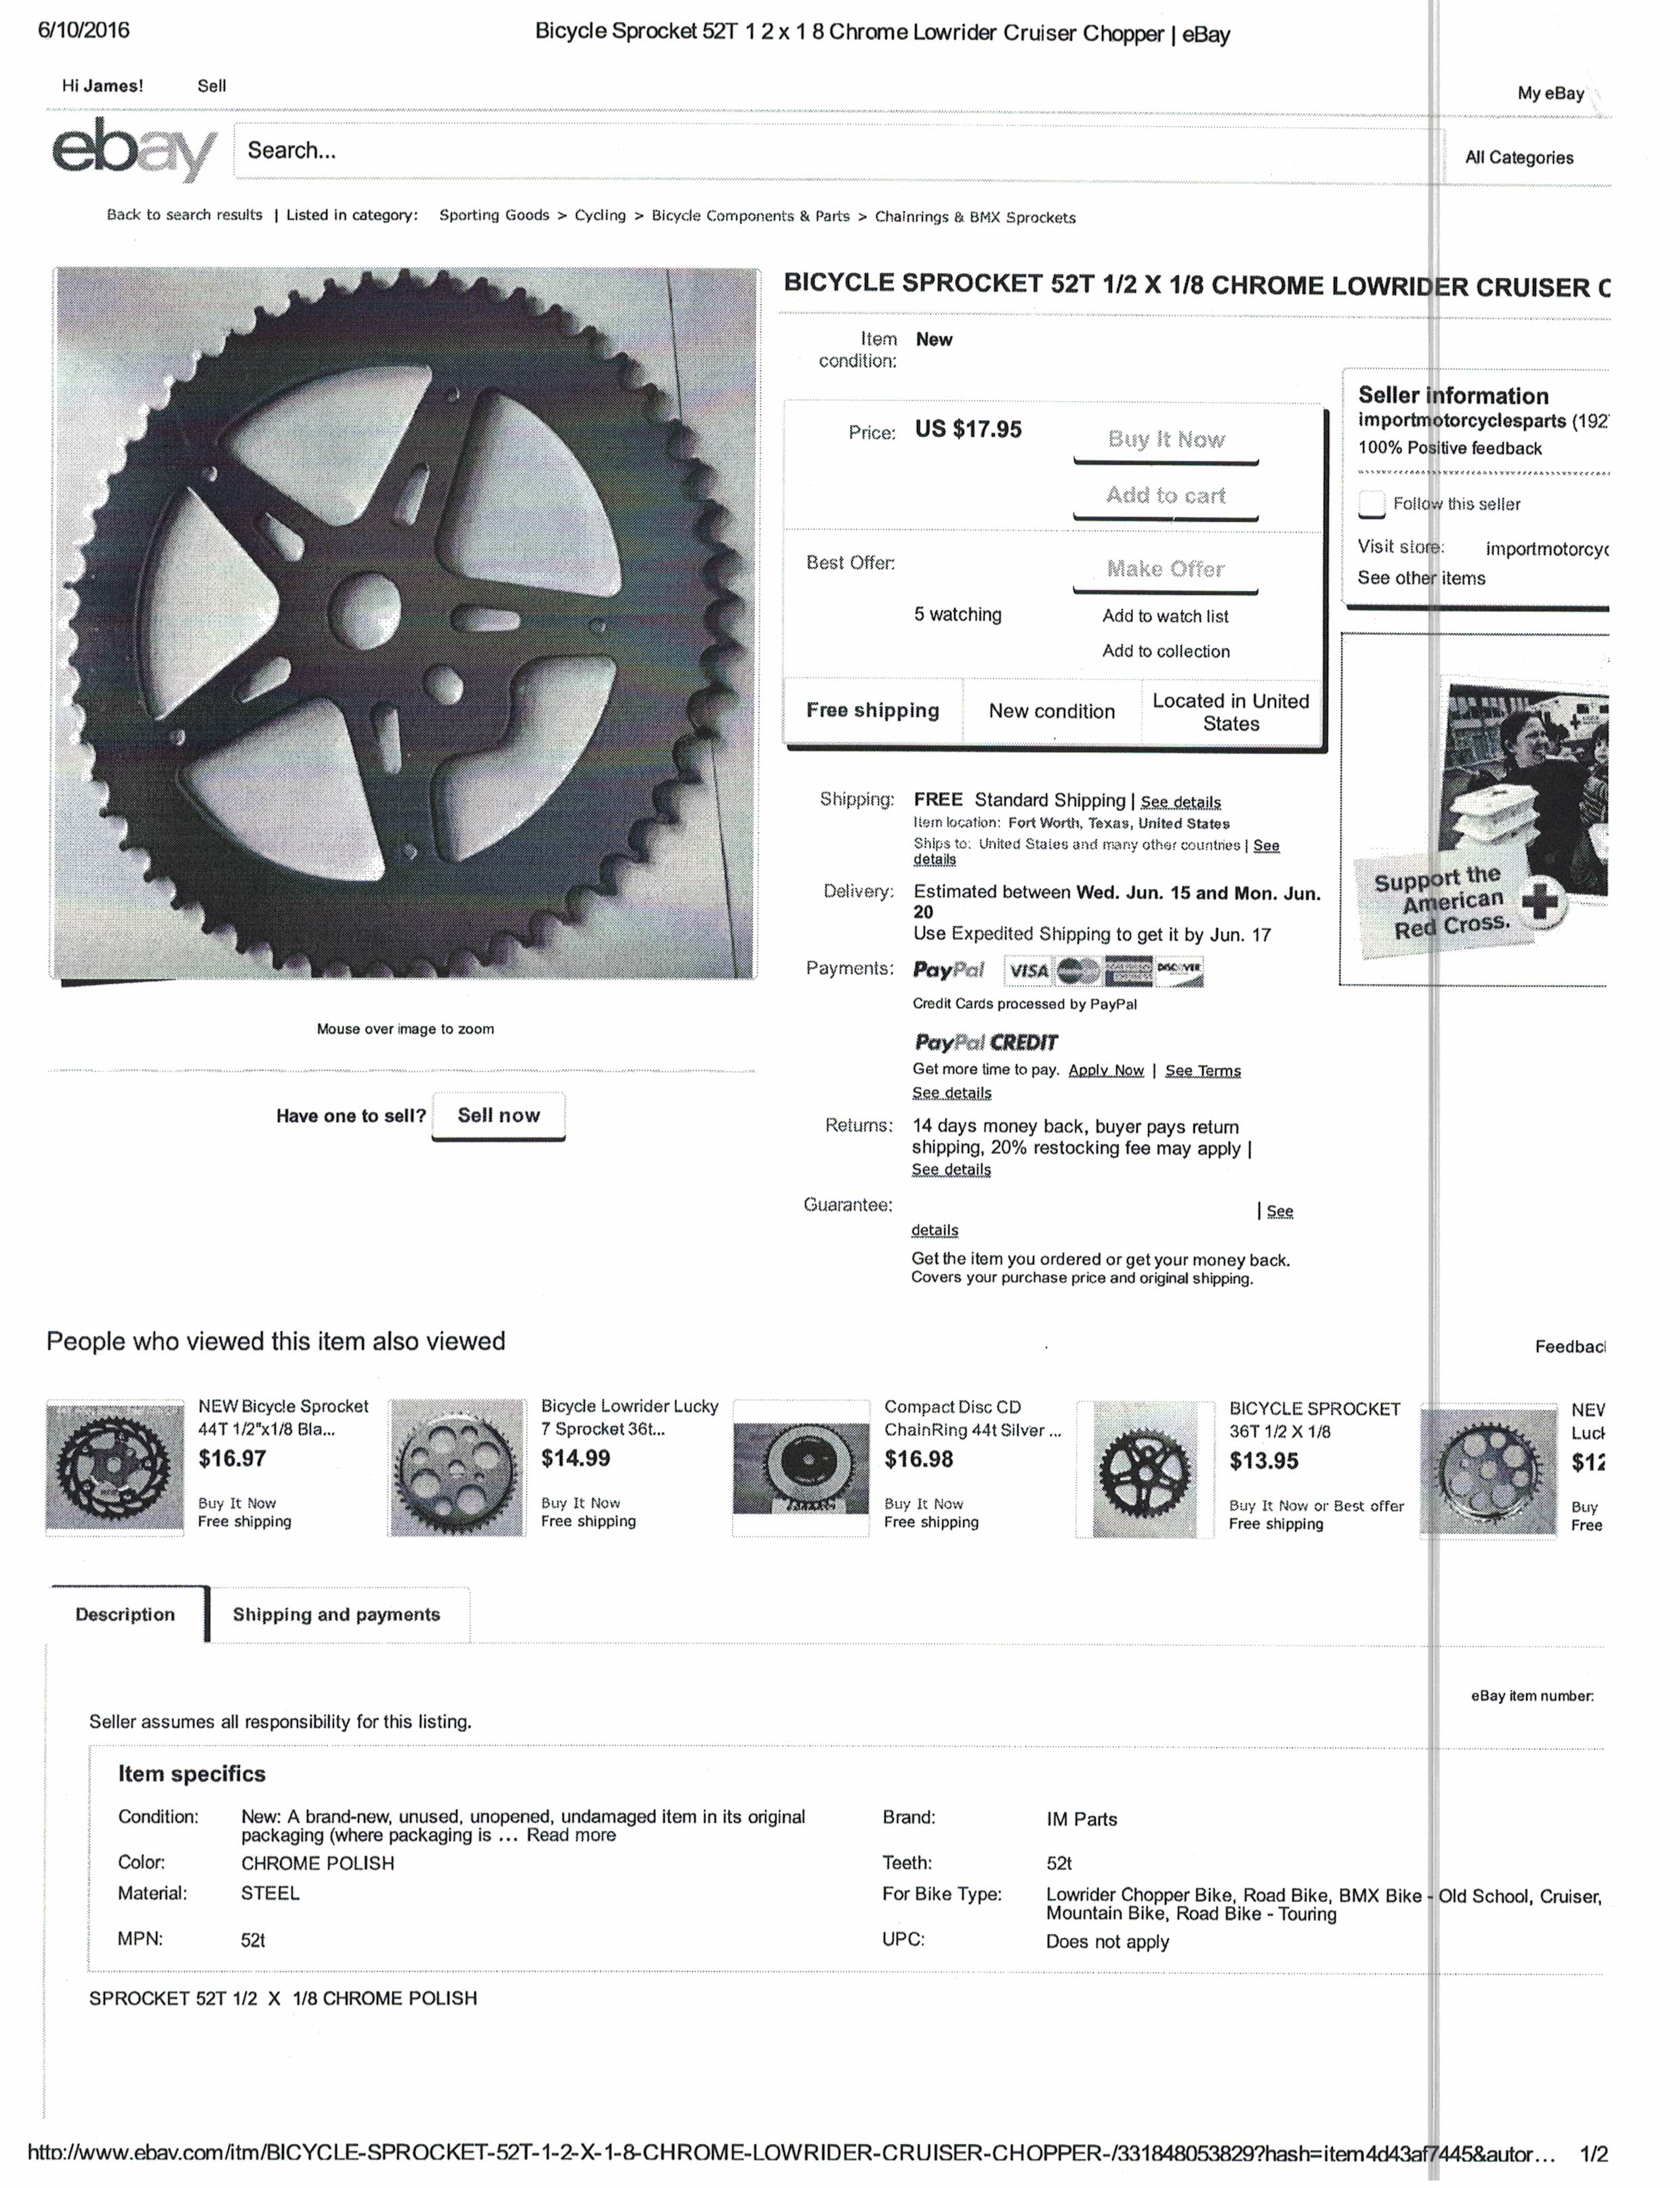 6/10/2016
Bicycle Sprocket 52T 1 2 x 1 8 Chrome Lowrider Cruiser Chopper | eBay
Hi James!
Sell
My eBay
ebay
Search...
All Categories
Back to search results | Listed in category: Sporting Goods > Cycling > Bicycle Components & Parts > Chainrings & BMX Sprockets
BICYCLE SPROCKET 52T 1/2 X 1/8 CHROME LOWRIDER CRUISER C
Item condition:
New
Price:
US $17.95
Buy It Now
Add to cart
Best Offer:
Make Offer
5 watching
Add to watch list
Add to collection
Free shipping
New condition
Located in United
States
Seller information
importmotorcyclesparts (192
100% Positive feedback
Follow this seller
Visit store: importmotorcyc
See other items
Support the
American
Red Cross.
Shipping: FREE Standard Shipping | See details
Item location: Fort Worth, Texas, United States
Ships to: United States and many other countries | See
details
Delivery: Estimated between Wed. Jun. 15 and Mon. Jun.
20
Use Expedited Shipping to get it by Jun. 17
Payments: PayPal VISA DISCOVER
Credit Cards processed by PayPal
PayPal CREDIT
Get more time to pay. Apply Now | See Terms
See details
Returns: 14 days money back, buyer pays return
shipping, 20% restocking fee may apply |
See details
Guarantee: | See
details
Get the item you ordered or get your money back.
Covers your purchase price and original shipping.
Mouse over image to zoom
Have one to sell? Sell now
People who viewed this item also viewed
Feedbac
NEW Bicycle Sprocket
44T 1/2"x1/8 Bla...
$16.97
Buy It Now
Free shipping
Bicycle Lowrider Lucky
7 Sprocket 36t...
$14.99
Buy It Now
Free shipping
Compact Disc CD
ChainRing 44t Silver ...
$16.98
Buy It Now
Free shipping
BICYCLE SPROCKET
36T 1/2 X 1/8
$13.95
Buy It Now or Best offer
Free shipping
NEV
Luc
$12
Buy
Free
Description
Shipping and payments
eBay item number:
Seller assumes all responsibility for this listing.
Item specifics
Condition: New: A brand-new, unused, unopened, undamaged item in its original
packaging (where packaging is ... Read more
Brand: IM Parts
Color: CHROME POLISH
Teeth: 52t
Material: STEEL
For Bike Type: Lowrider Chopper Bike, Road Bike, BMX Bike - Old School, Cruiser,
Mountain Bike, Road Bike - Touring
MPN: 52t
UPC: Does not apply
SPROCKET 52T 1/2 X 1/8 CHROME POLISH
http://www.ebay.com/itm/BICYCLE-SPROCKET-52T-1-2-X-1-8-CHROME-LOWRIDER-CRUISER-CHOPPER-/331848053829?hash=item4d43af7445&autor... 1/2